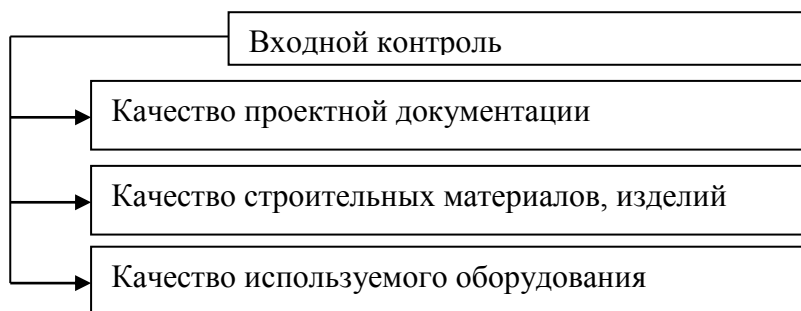 Входной контроль
Качество проектной документации
Качество строительных материалов, изделий
Качество используемого оборудования